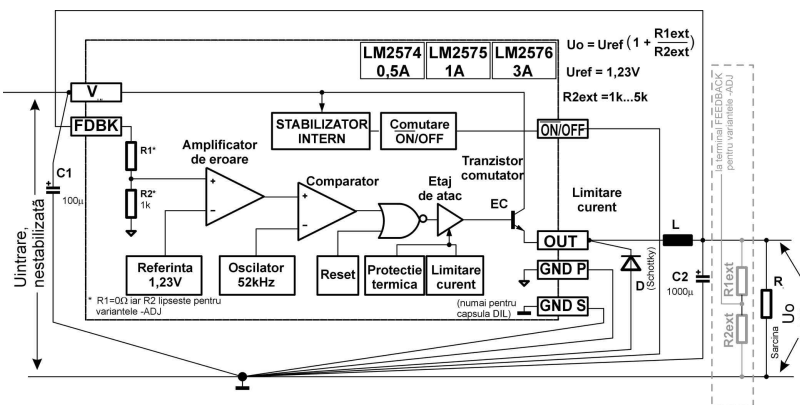 LM2574
0,5A
LM2575
1A
LM2576
3A
Uo = Uref (1 + R1ext
R2ext)
Uref = 1,23V
R2ext =1k...5k
la terminal FEEDBACK
pentru variantele -ADJ
FDBK
STABILIZATOR
INTERN
Comutare
ON/OFF
ON/OFF
C1
+
100µ
R1*
R2*
1k
Amplificator
de eroare
+
−
Comparator
+
−
Etaj
de atac
Tranzistor
comutator
EC
Limitare
curent
OUT
L
Uintrare,
nestabilizată
Referinta
1,23V
Oscilator
52kHz
Reset
Protectie
termica
Limitare
curent
GND P
GND S
D
(Schottky)
C2
1000µ
+
R1ext
R2ext
R
Sarcina
Uo
* R1=0Ω iar R2 lipseste pentru
variantele -ADJ
(numai pentru
capsula DIL)